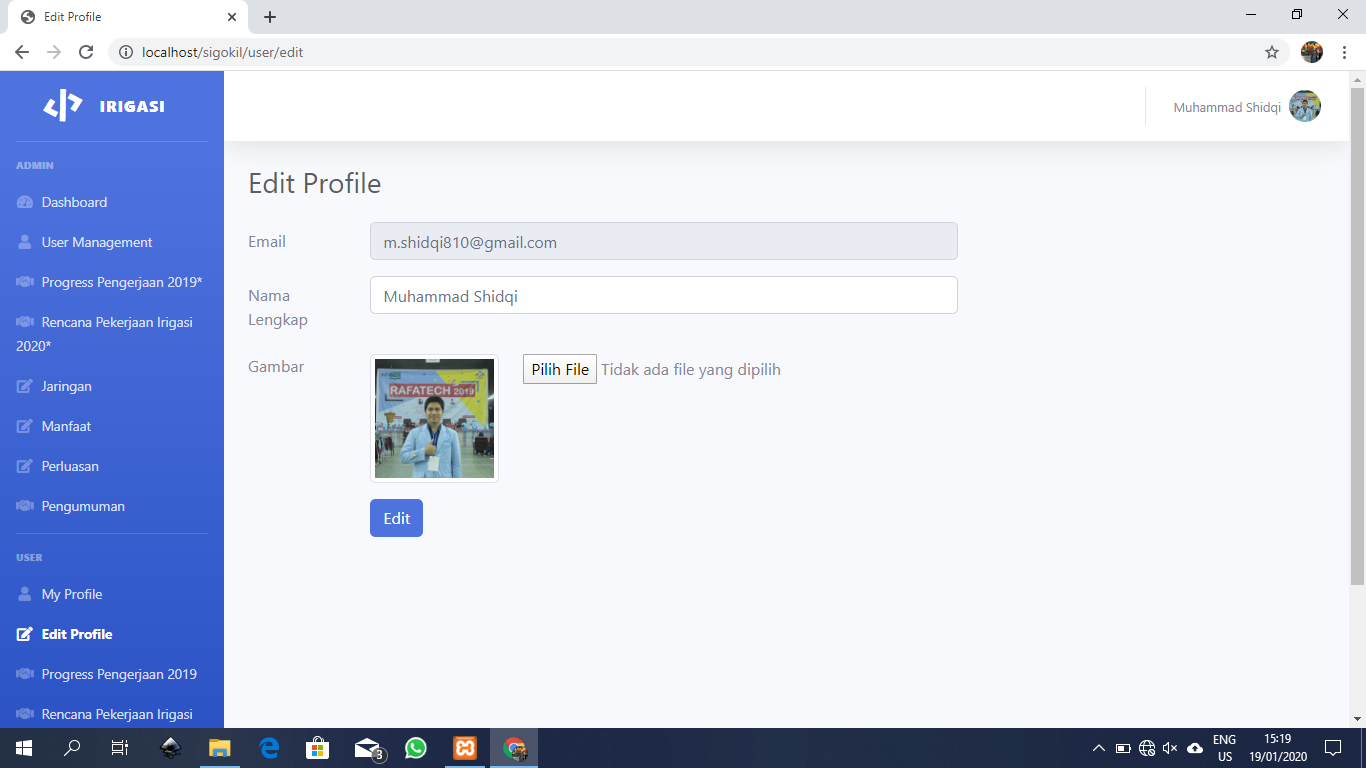 Edit Profile
localhost/sigokil/user/edit
IRIGASI
Muhammad Shidqi
ADMIN
Dashboard
User Management
Progress Pengerjaan 2019*
Rencana Pekerjaan Irigasi
2020*
Jaringan
Manfaat
Perluasan
Pengumuman
USER
My Profile
Edit Profile
Progress Pengerjaan 2019
Rencana Pekerjaan Irigasi
Edit Profile
Email
m.shidqi810@gmail.com
Nama
Lengkap
Muhammad Shidqi
Gambar
RAFATECH 2019
Pilih File Tidak ada file yang dipilih
Edit
3
ENG
US
15:19
19/01/2020